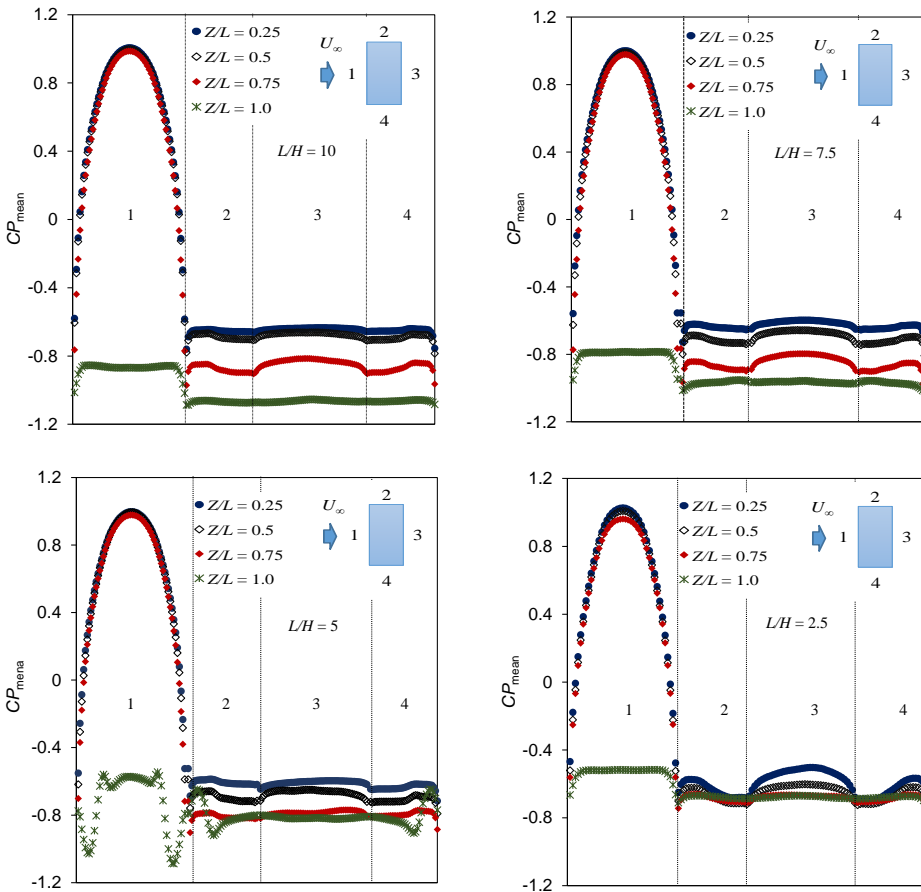 1.2
0.8
0.4
0
-0.4
-0.8
-1.2
CPmean
Z/L = 0.25
Z/L = 0.5
Z/L = 0.75
Z/L = 1.0
U∞
1
2
3
4
L/H = 10
1
2
3
4
1.2
0.8
0.4
0
-0.4
-0.8
-1.2
CPmean
Z/L = 0.25
Z/L = 0.5
Z/L = 0.75
Z/L = 1.0
U∞
1
2
3
4
L/H = 7.5
1
2
3
4
1.2
0.8
0.4
0
-0.4
-0.8
-1.2
CPmena
Z/L = 0.25
Z/L = 0.5
Z/L = 0.75
Z/L = 1.0
U∞
1
2
3
4
L/H = 5
1
2
3
4
1.2
0.8
0.4
0
-0.4
-0.8
-1.2
CPmean
Z/L = 0.25
Z/L = 0.5
Z/L = 0.75
Z/L = 1.0
U∞
1
2
3
4
L/H = 2.5
1
2
3
4